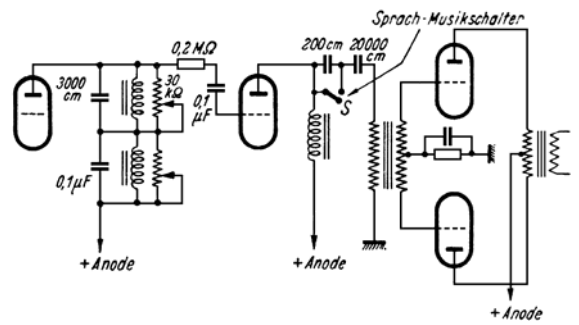 Sprach-Musikschalter
0,2 MΩ
200cm
20000
cm
3000
cm
30
kΩ
0,1
µF
S
0,1µF
+ Anode
+ Anode
+ Anode